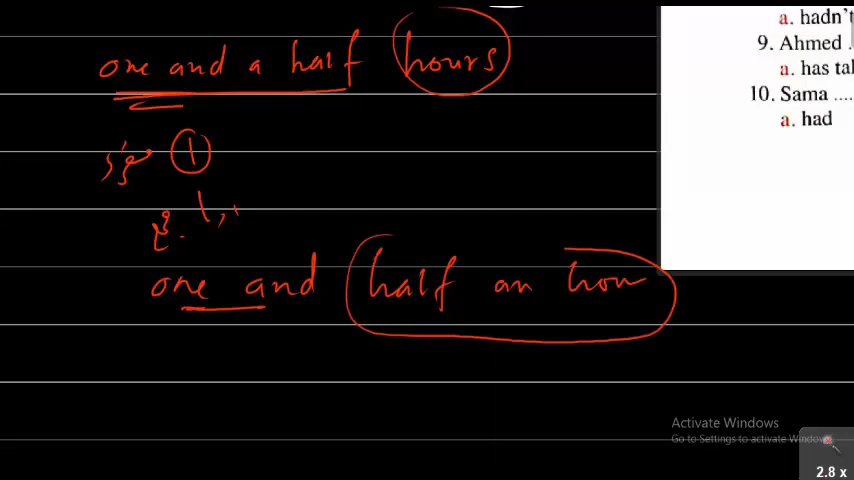 one and a half hours
مفرد 1
one and half an hour
a. hadn't
9. Ahmed .
a. has tal
10. Sama ....
a. had
Activate Windows
Go to Settings to activate Windows.
2.8 x